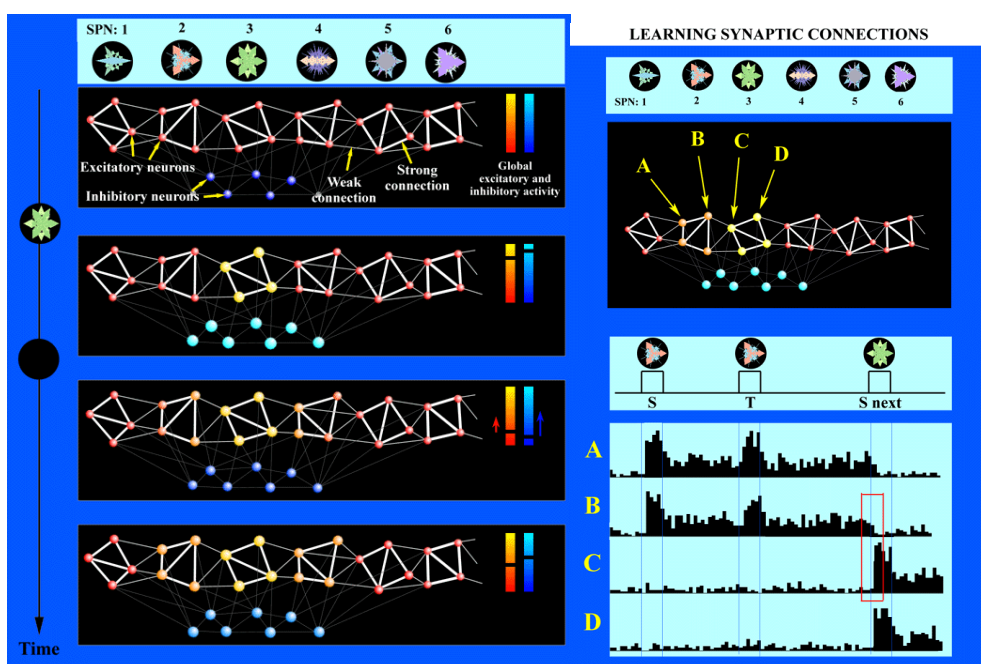 SPN: 1 2 3 4 5 6
Excitatory neurons
Inhibitory neurons
Weak
connection
Strong
connection
Global
excitatory and
inhibitory activity
Time
LEARNING SYNAPTIC CONNECTIONS
SPN: 1 2 3 4 5 6
A B C D
S T S next
A
B
C
D